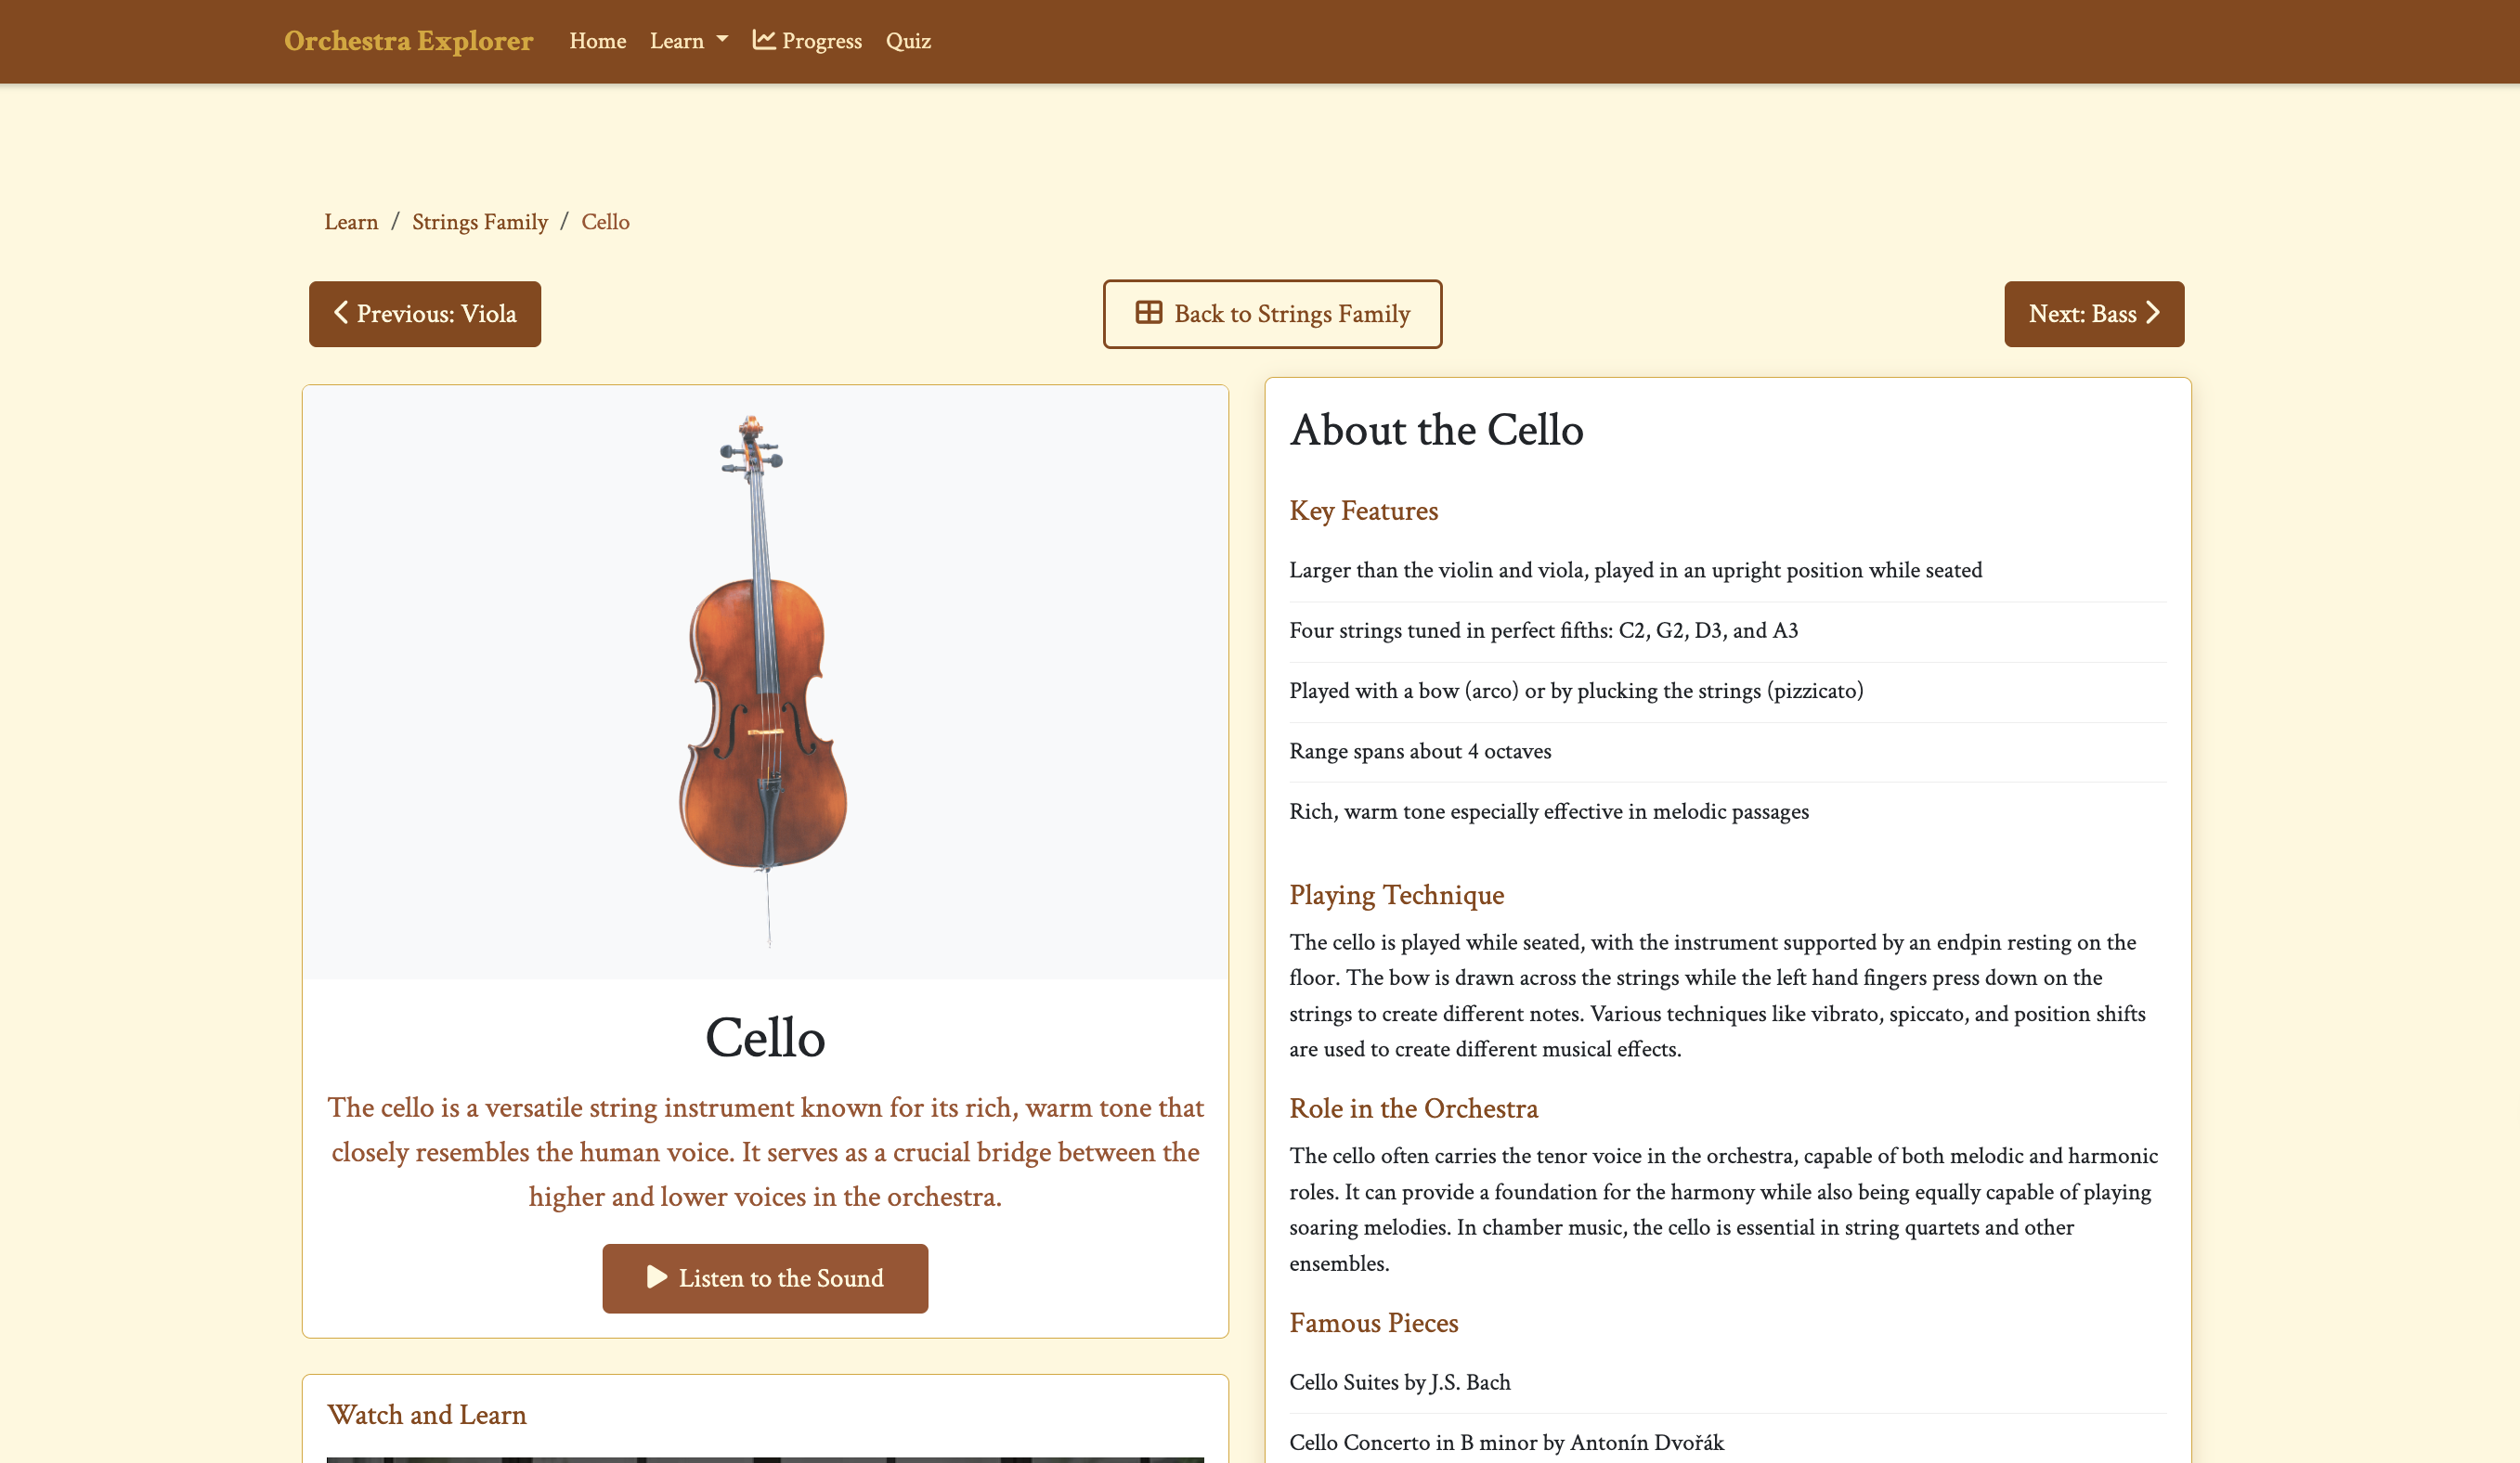 Orchestra Explorer Home Learn Progress Quiz
Learn / Strings Family / Cello
Previous: Viola
Back to Strings Family
Next: Bass
Cello
The cello is a versatile string instrument known for its rich, warm tone that
closely resembles the human voice. It serves as a crucial bridge between the
higher and lower voices in the orchestra.
Listen to the Sound
Watch and Learn
About the Cello
Key Features
Larger than the violin and viola, played in an upright position while seated
Four strings tuned in perfect fifths: C2, G2, D3, and A3
Played with a bow (arco) or by plucking the strings (pizzicato)
Range spans about 4 octaves
Rich, warm tone especially effective in melodic passages
Playing Technique
The cello is played while seated, with the instrument supported by an endpin resting on the
floor. The bow is drawn across the strings while the left hand fingers press down on the
strings to create different notes. Various techniques like vibrato, spiccato, and position shifts
are used to create different musical effects.
Role in the Orchestra
The cello often carries the tenor voice in the orchestra, capable of both melodic and harmonic
roles. It can provide a foundation for the harmony while also being equally capable of playing
soaring melodies. In chamber music, the cello is essential in string quartets and other
ensembles.
Famous Pieces
Cello Suites by J.S. Bach
Cello Concerto in B minor by Antonín Dvořák